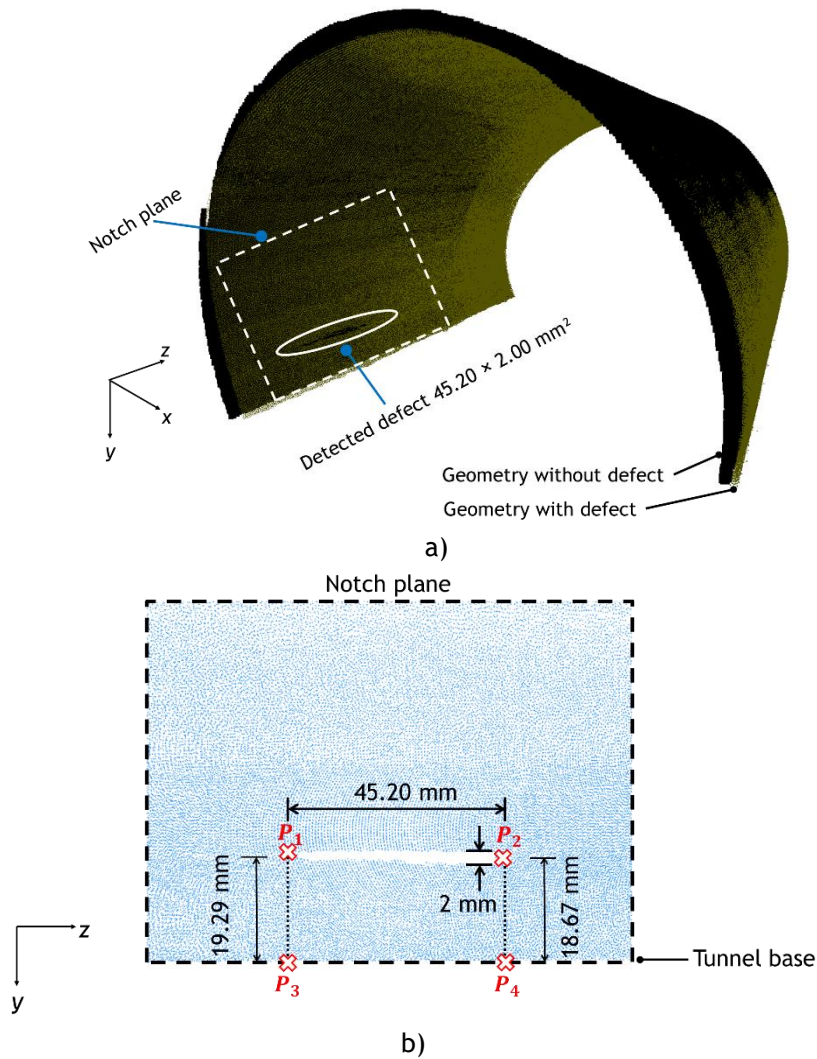 Notch plane
z
x
y
Detected defect 45.20 × 2.00 mm²
Geometry without defect
Geometry with defect
a)
Notch plane
45.20 mm
P₁
P₂
2 mm
19.29 mm
18.67 mm
z
y
Tunnel base
P₃
P₄
b)